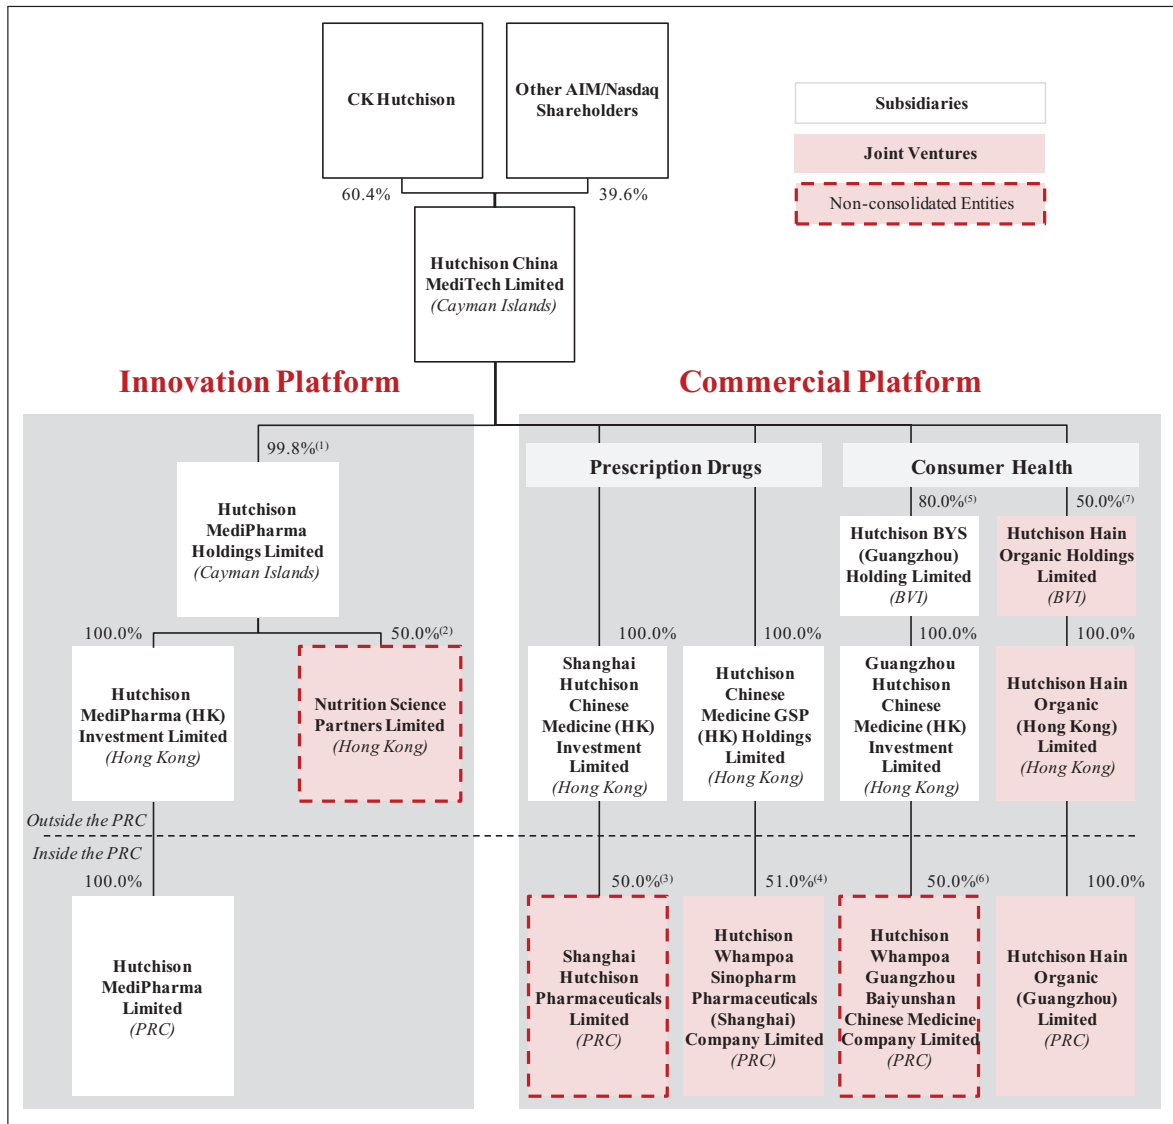 CK Hutchison
Other AIM/Nasdaq
Shareholders
Subsidiaries
Joint Ventures
Non-consolidated Entities
60.4%
39.6%
Hutchison China
MediTech Limited
(Cayman Islands)
Innovation Platform
Commercial Platform
99.8%(1)
Prescription Drugs
Consumer Health
Hutchison
MediPharma
Holdings Limited
(Cayman Islands)
80.0%(5)
50.0%(7)
Hutchison BYS
(Guangzhou)
Holding Limited
(BVI)
Hutchison Hain
Organic Holdings
Limited
(BVI)
100.0%
50.0%(2)
100.0%
100.0%
100.0%
100.0%
Hutchison
MediPharma (HK)
Investment Limited
(Hong Kong)
Nutrition Science
Partners Limited
(Hong Kong)
Shanghai
Hutchison
Chinese
Medicine (HK)
Investment
Limited
(Hong Kong)
Hutchison
Chinese
Medicine GSP
(HK) Holdings
Limited
(Hong Kong)
Guangzhou
Hutchison
Chinese
Medicine (HK)
Investment
Limited
(Hong Kong)
Hutchison Hain
Organic
(Hong Kong)
Limited
(Hong Kong)
Outside the PRC
Inside the PRC
100.0%
50.0%(3)
51.0%(4)
50.0%(6)
100.0%
Hutchison
MediPharma
Limited
(PRC)
Shanghai
Hutchison
Pharmaceuticals
Limited
(PRC)
Hutchison
Whampoa
Sinopharm
Pharmaceuticals
(Shanghai)
Company Limited
(PRC)
Hutchison
Whampoa
Guangzhou
Baiyunshan
Chinese Medicine
Company Limited
(PRC)
Hutchison Hain
Organic
(Guangzhou)
Limited
(PRC)